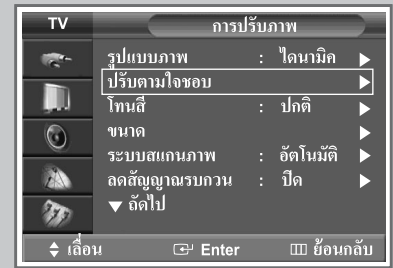 TV การปรับภาพ
รูปแบบภาพ : ไดนามิค ▶
ปรับตามใจชอบ ▶
โทนสี : ปกติ ▶
ขนาด ▶
ระบบสแกนภาพ : อัตโนมัติ ▶
ลดสัญญาณรบกวน : ปิด ▶
▼ ถัดไป
เลื่อน Enter ย้อนกลับ